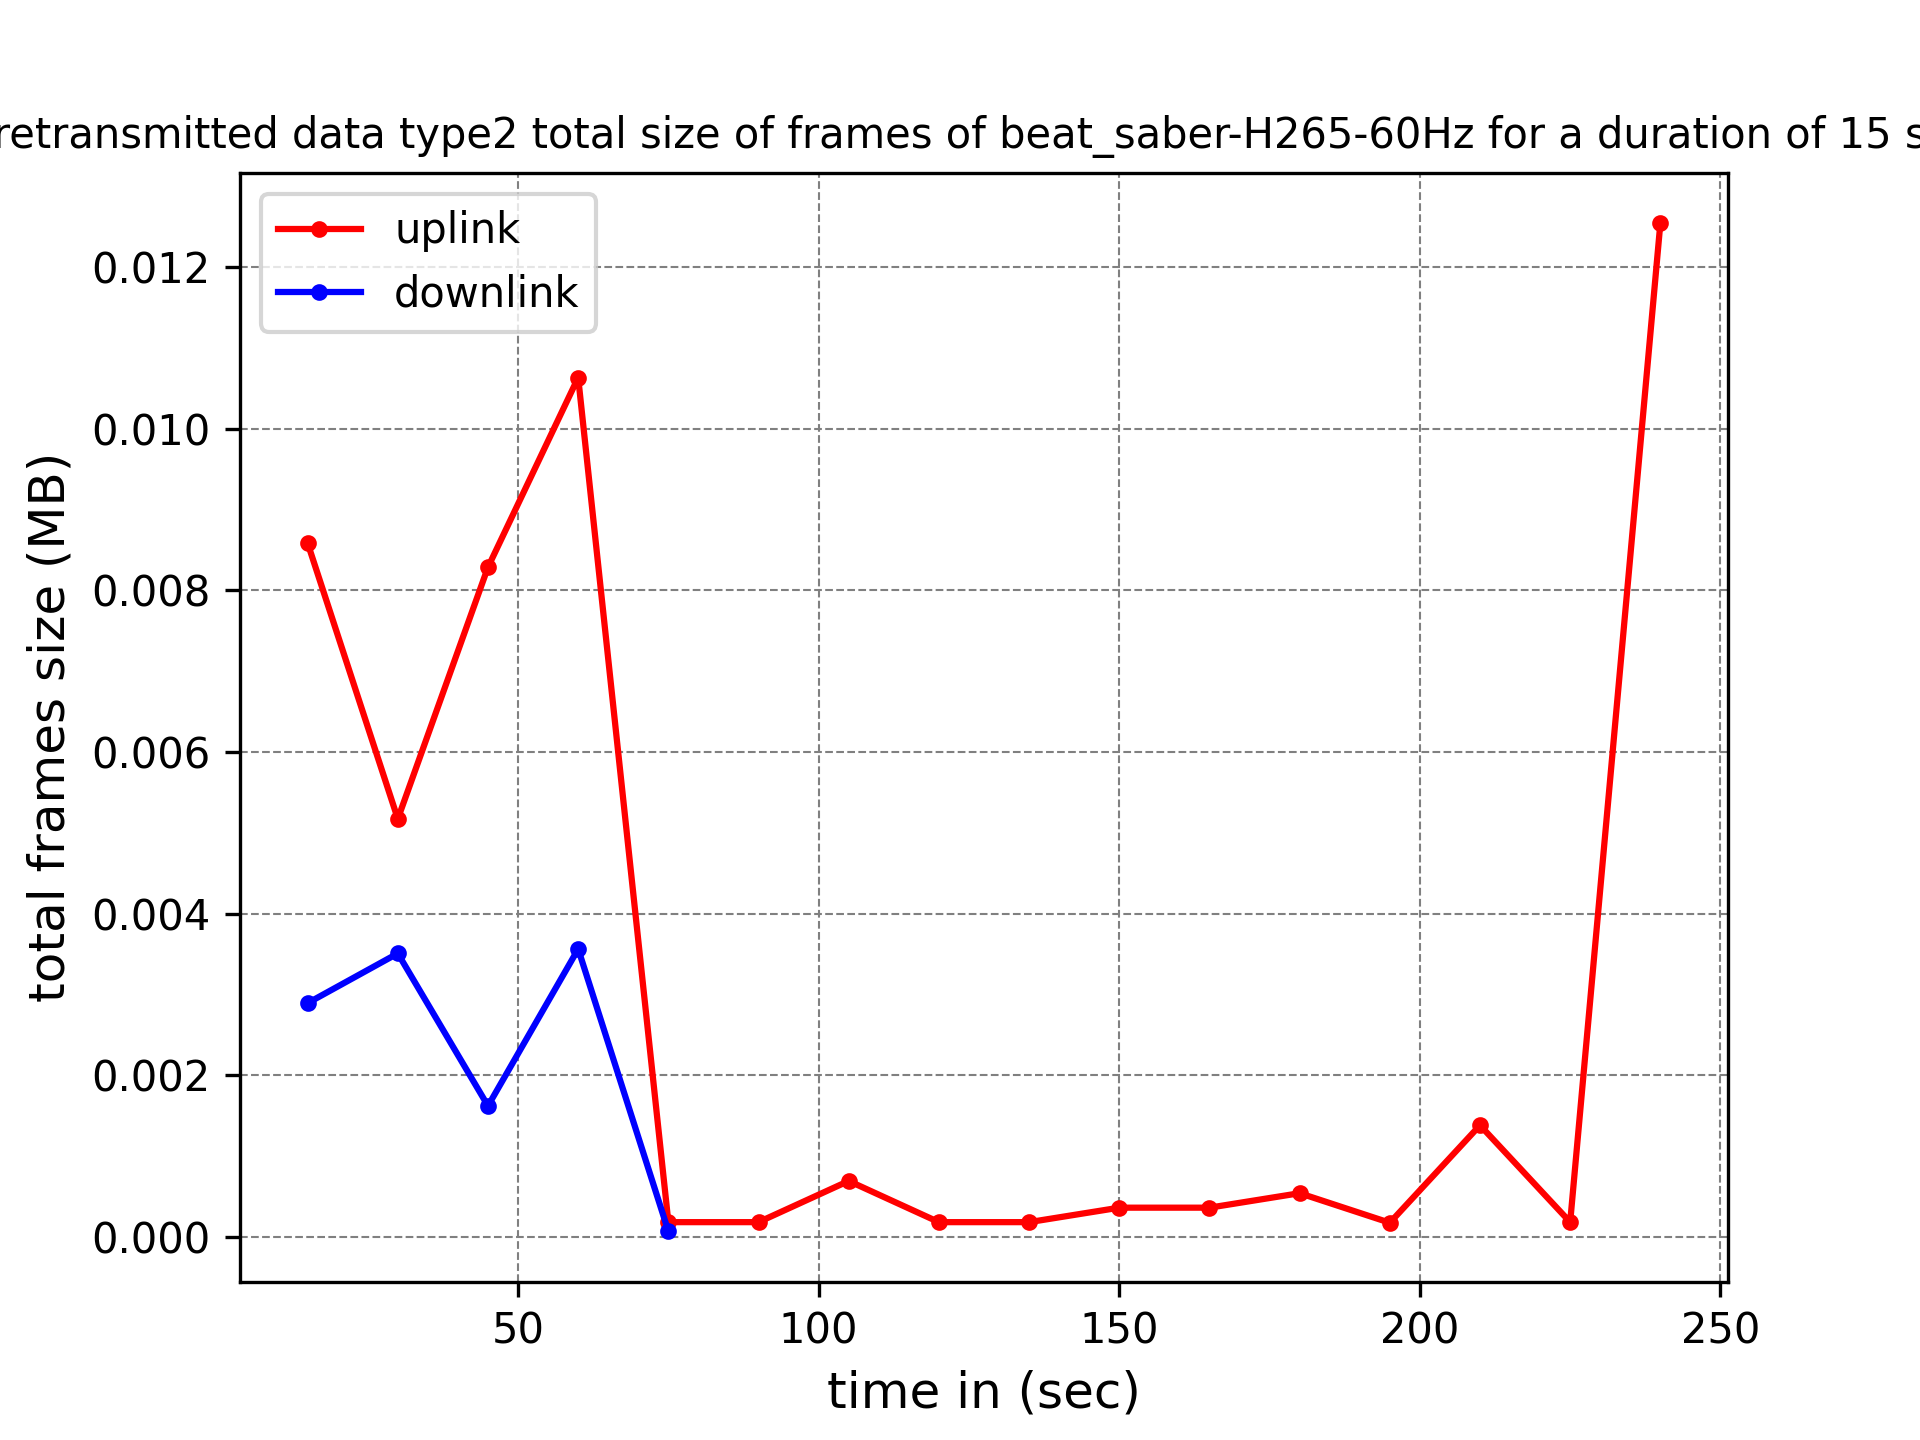 retransmitted data type2 total size of frames of beat_saber-H265-60Hz for a duration of 15 s
uplink
downlink
total frames size (MB)
0.012
0.010
0.008
0.006
0.004
0.002
0.000
50 100 150 200 250
time in (sec)